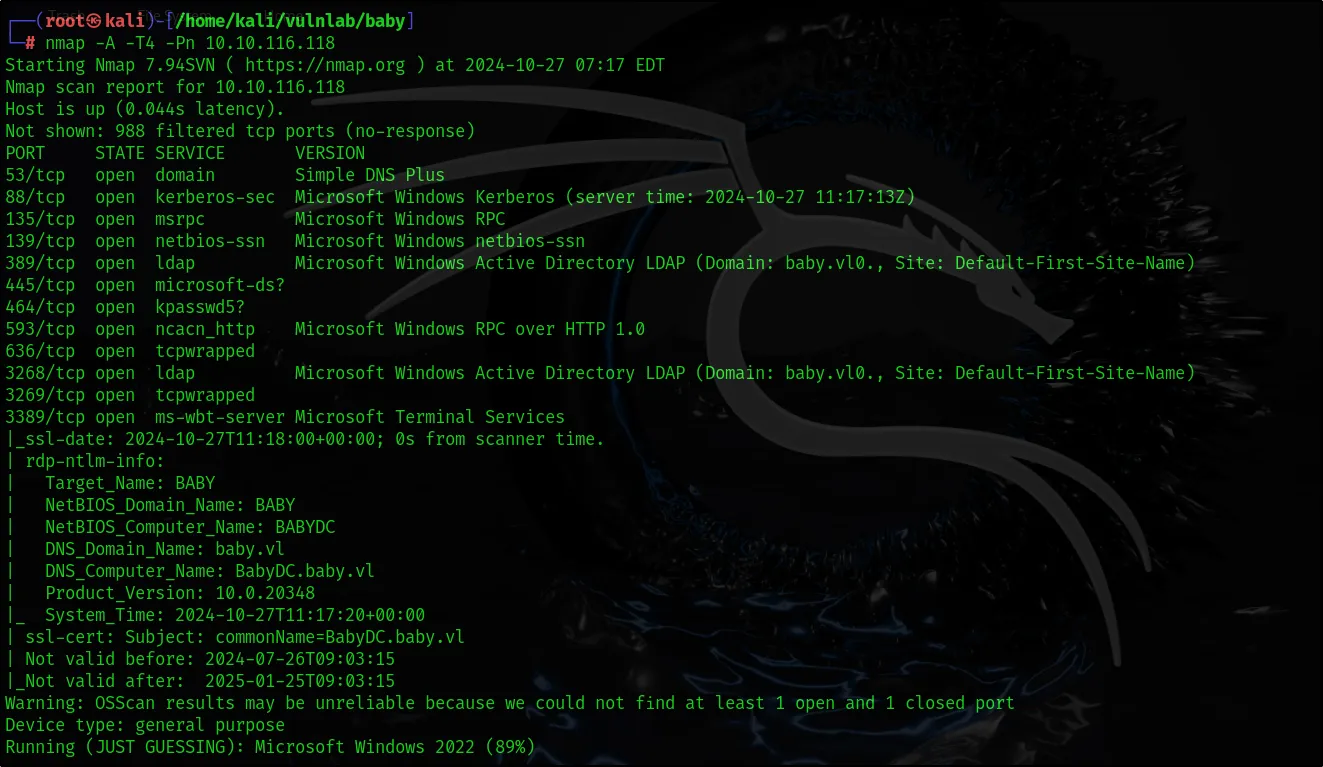 ┌──(root㉿kali)-[/home/kali/vulnlab/baby]
└─# nmap -A -T4 -Pn 10.10.116.118
Starting Nmap 7.94SVN ( https://nmap.org ) at 2024-10-27 07:17 EDT
Nmap scan report for 10.10.116.118
Host is up (0.044s latency).
Not shown: 988 filtered tcp ports (no-response)
PORT     STATE SERVICE       VERSION
53/tcp   open  domain        Simple DNS Plus
88/tcp   open  kerberos-sec  Microsoft Windows Kerberos (server time: 2024-10-27 11:17:13Z)
135/tcp  open  msrpc         Microsoft Windows RPC
139/tcp  open  netbios-ssn   Microsoft Windows netbios-ssn
389/tcp  open  ldap          Microsoft Windows Active Directory LDAP (Domain: baby.vl0., Site: Default-First-Site-Name)
445/tcp  open  microsoft-ds?
464/tcp  open  kpasswd5?
593/tcp  open  ncacn_http    Microsoft Windows RPC over HTTP 1.0
636/tcp  open  tcpwrapped
3268/tcp open  ldap          Microsoft Windows Active Directory LDAP (Domain: baby.vl0., Site: Default-First-Site-Name)
3269/tcp open  tcpwrapped
3389/tcp open  ms-wbt-server Microsoft Terminal Services
|_ssl-date: 2024-10-27T11:18:00+00:00; 0s from scanner time.
| rdp-ntlm-info:
|   Target_Name: BABY
|   NetBIOS_Domain_Name: BABY
|   NetBIOS_Computer_Name: BABYDC
|   DNS_Domain_Name: baby.vl
|   DNS_Computer_Name: BabyDC.baby.vl
|   Product_Version: 10.0.20348
|_  System_Time: 2024-10-27T11:17:20+00:00
| ssl-cert: Subject: commonName=BabyDC.baby.vl
| Not valid before: 2024-07-26T09:03:15
|_Not valid after:  2025-01-25T09:03:15
Warning: OSScan results may be unreliable because we could not find at least 1 open and 1 closed port
Device type: general purpose
Running (JUST GUESSING): Microsoft Windows 2022 (89%)